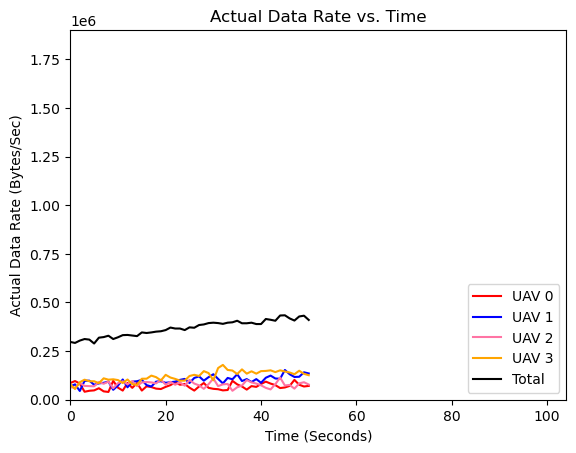 Actual Data Rate vs. Time
1e6
1.75
1.50
1.25
1.00
0.75
0.50
0.25
0.00
Actual Data Rate (Bytes/Sec)
0 20 40 60 80 100
Time (Seconds)
UAV 0
UAV 1
UAV 2
UAV 3
Total